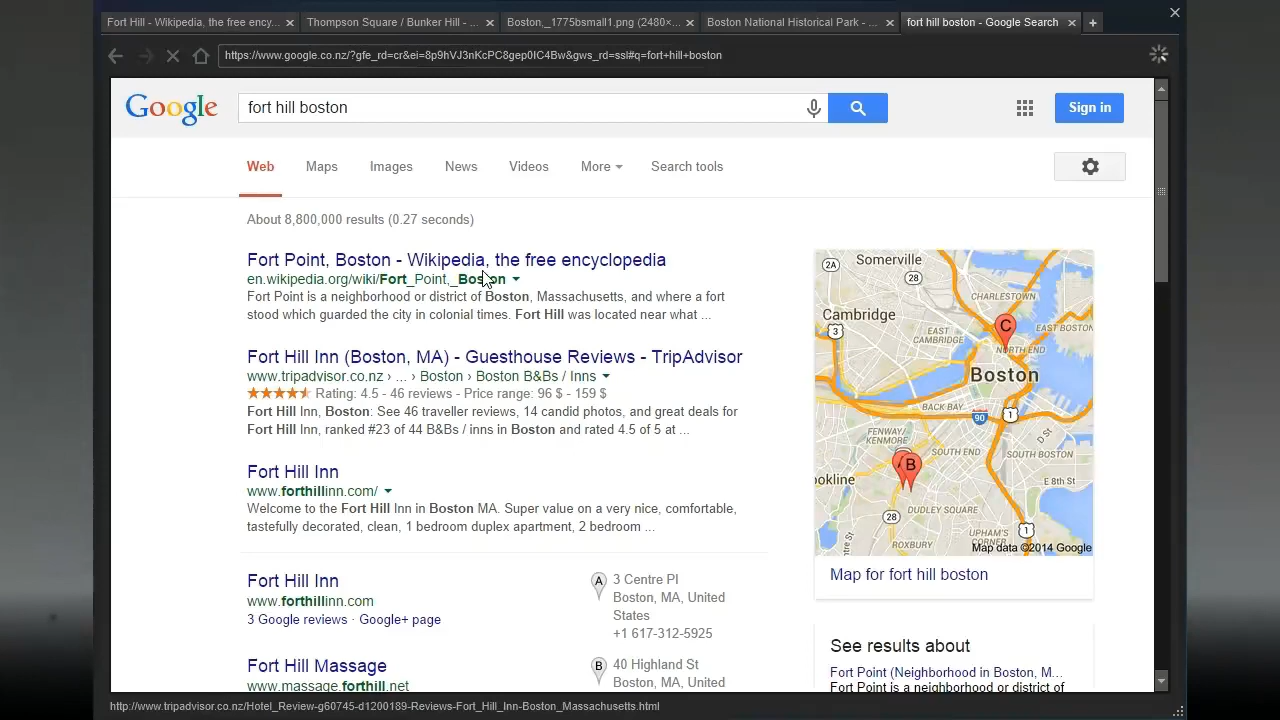 Fort Hill - Wikipedia, the free ency...
Thompson Square / Bunker Hill - ...
Boston,_1775bsmall1.png (2480×...
Boston National Historical Park - ...
fort hill boston - Google Search
https://www.google.co.nz/?gfe_rd=cr&ei=8p9hVJ3nKcPC8gep0IC4Bw&gws_rd=ssl#q=fort+hill+boston
Google
fort hill boston
Sign in
Web
Maps
Images
News
Videos
More
Search tools
About 8,800,000 results (0.27 seconds)
Fort Point, Boston - Wikipedia, the free encyclopedia
en.wikipedia.org/wiki/Fort_Point,_Boston
Fort Point is a neighborhood or district of Boston, Massachusetts, and where a fort
stood which guarded the city in colonial times. Fort Hill was located near what ...
Fort Hill Inn (Boston, MA) - Guesthouse Reviews - TripAdvisor
www.tripadvisor.co.nz › ... › Boston › Boston B&Bs / Inns
Rating: 4.5 - 46 reviews - Price range: 96 $ - 159 $
Fort Hill Inn, Boston. See 46 traveller reviews, 14 candid photos, and great deals for
Fort Hill Inn, ranked #23 of 44 B&Bs / inns in Boston and rated 4.5 of 5 at ...
Fort Hill Inn
www.forthillinn.com/
Welcome to the Fort Hill Inn in Boston MA. Super value on a very nice, comfortable,
tastefully decorated, clean, 1 bedroom duplex apartment, 2 bedroom ...
Fort Hill Inn
www.forthillinn.com
3 Google reviews · Google+ page
A
3 Centre Pl
Boston, MA, United
States
+1 617-312-5925
Fort Hill Massage
www.massage.forthill.net
B
40 Highland St
Boston, MA, United
Somerville
2A
28
CHARLESTOWN
Cambridge
3
EAST
CAMBRIDGE
EAST BOSTON
C
NORTH END
1
Boston
BACK BAY
90
1
FENWAY/
KENMORE
SOUTH END
D St
SOUTH BOSTON
B
E 8th St
ookline
DUDLEY SQUARE
28
ROXBURY
UPHAM'S
CORNER
1
Map data ©2014 Google
Map for fort hill boston
See results about
Fort Point (Neighborhood in Boston, M...
Fort Point is a neighborhood or district of
http://www.tripadvisor.co.nz/Hotel_Review-g60745-d1200189-Reviews-Fort_Hill_Inn-Boston_Massachusetts.html